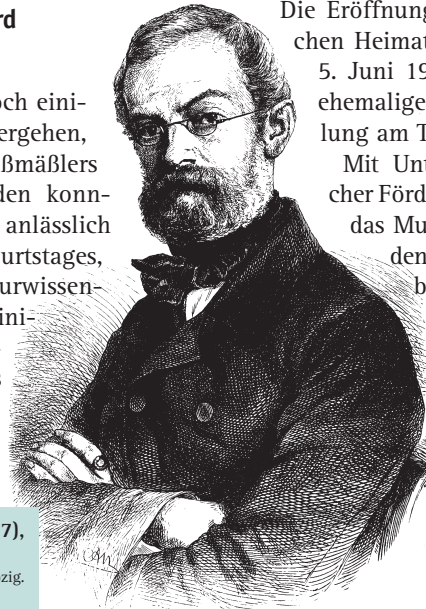 rd
och eini-
ergehen,
ßmäßlers
den konn-
anlässlich
urtstages,
urwissen-
ini-
s
7),
zig.
Die Eröffnung
chen Heimat
5. Juni 19
ehemalige
lung am T
Mit Unt
cher Förd
das Mu
den
b